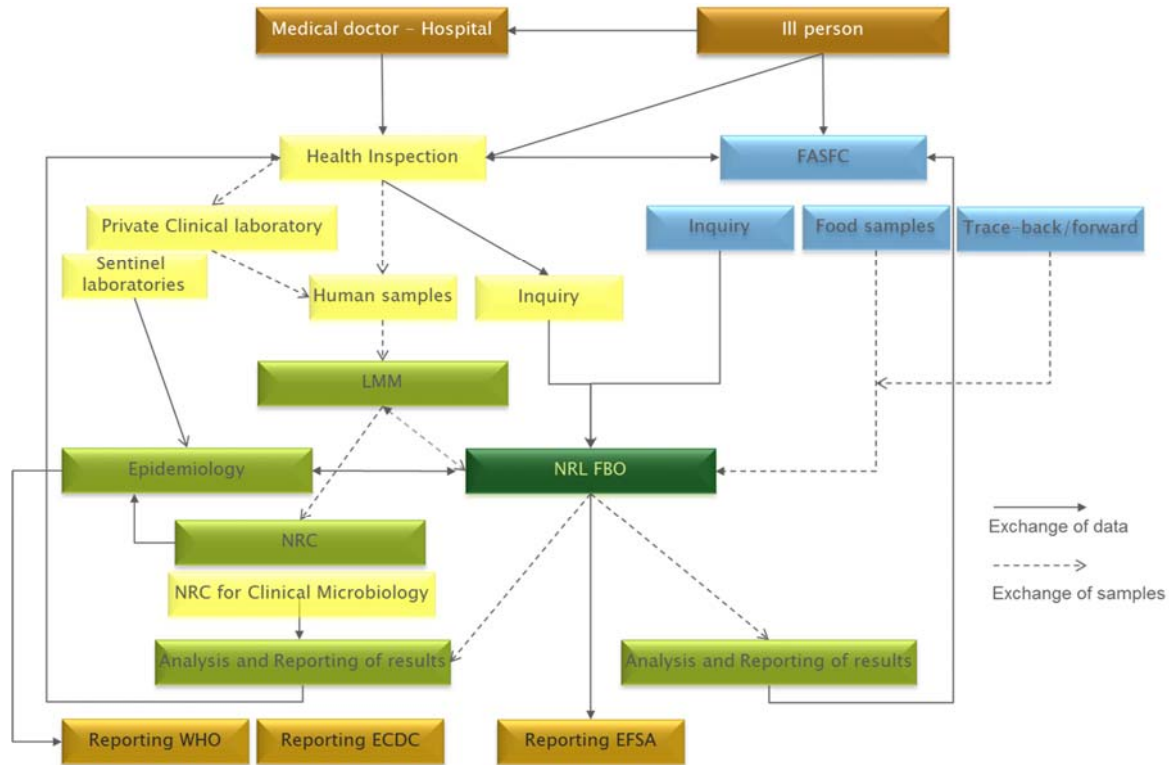 Medical doctor – Hospital
Ill person
Health Inspection
FASFC
Private Clinical laboratory
Inquiry
Food samples
Trace-back/forward
Sentinel
laboratories
Human samples
Inquiry
LMM
Epidemiology
NRL FBO
NRC
Exchange of data
NRC for Clinical Microbiology
Exchange of samples
Analysis and Reporting of results
Analysis and Reporting of results
Reporting WHO
Reporting ECDC
Reporting EFSA